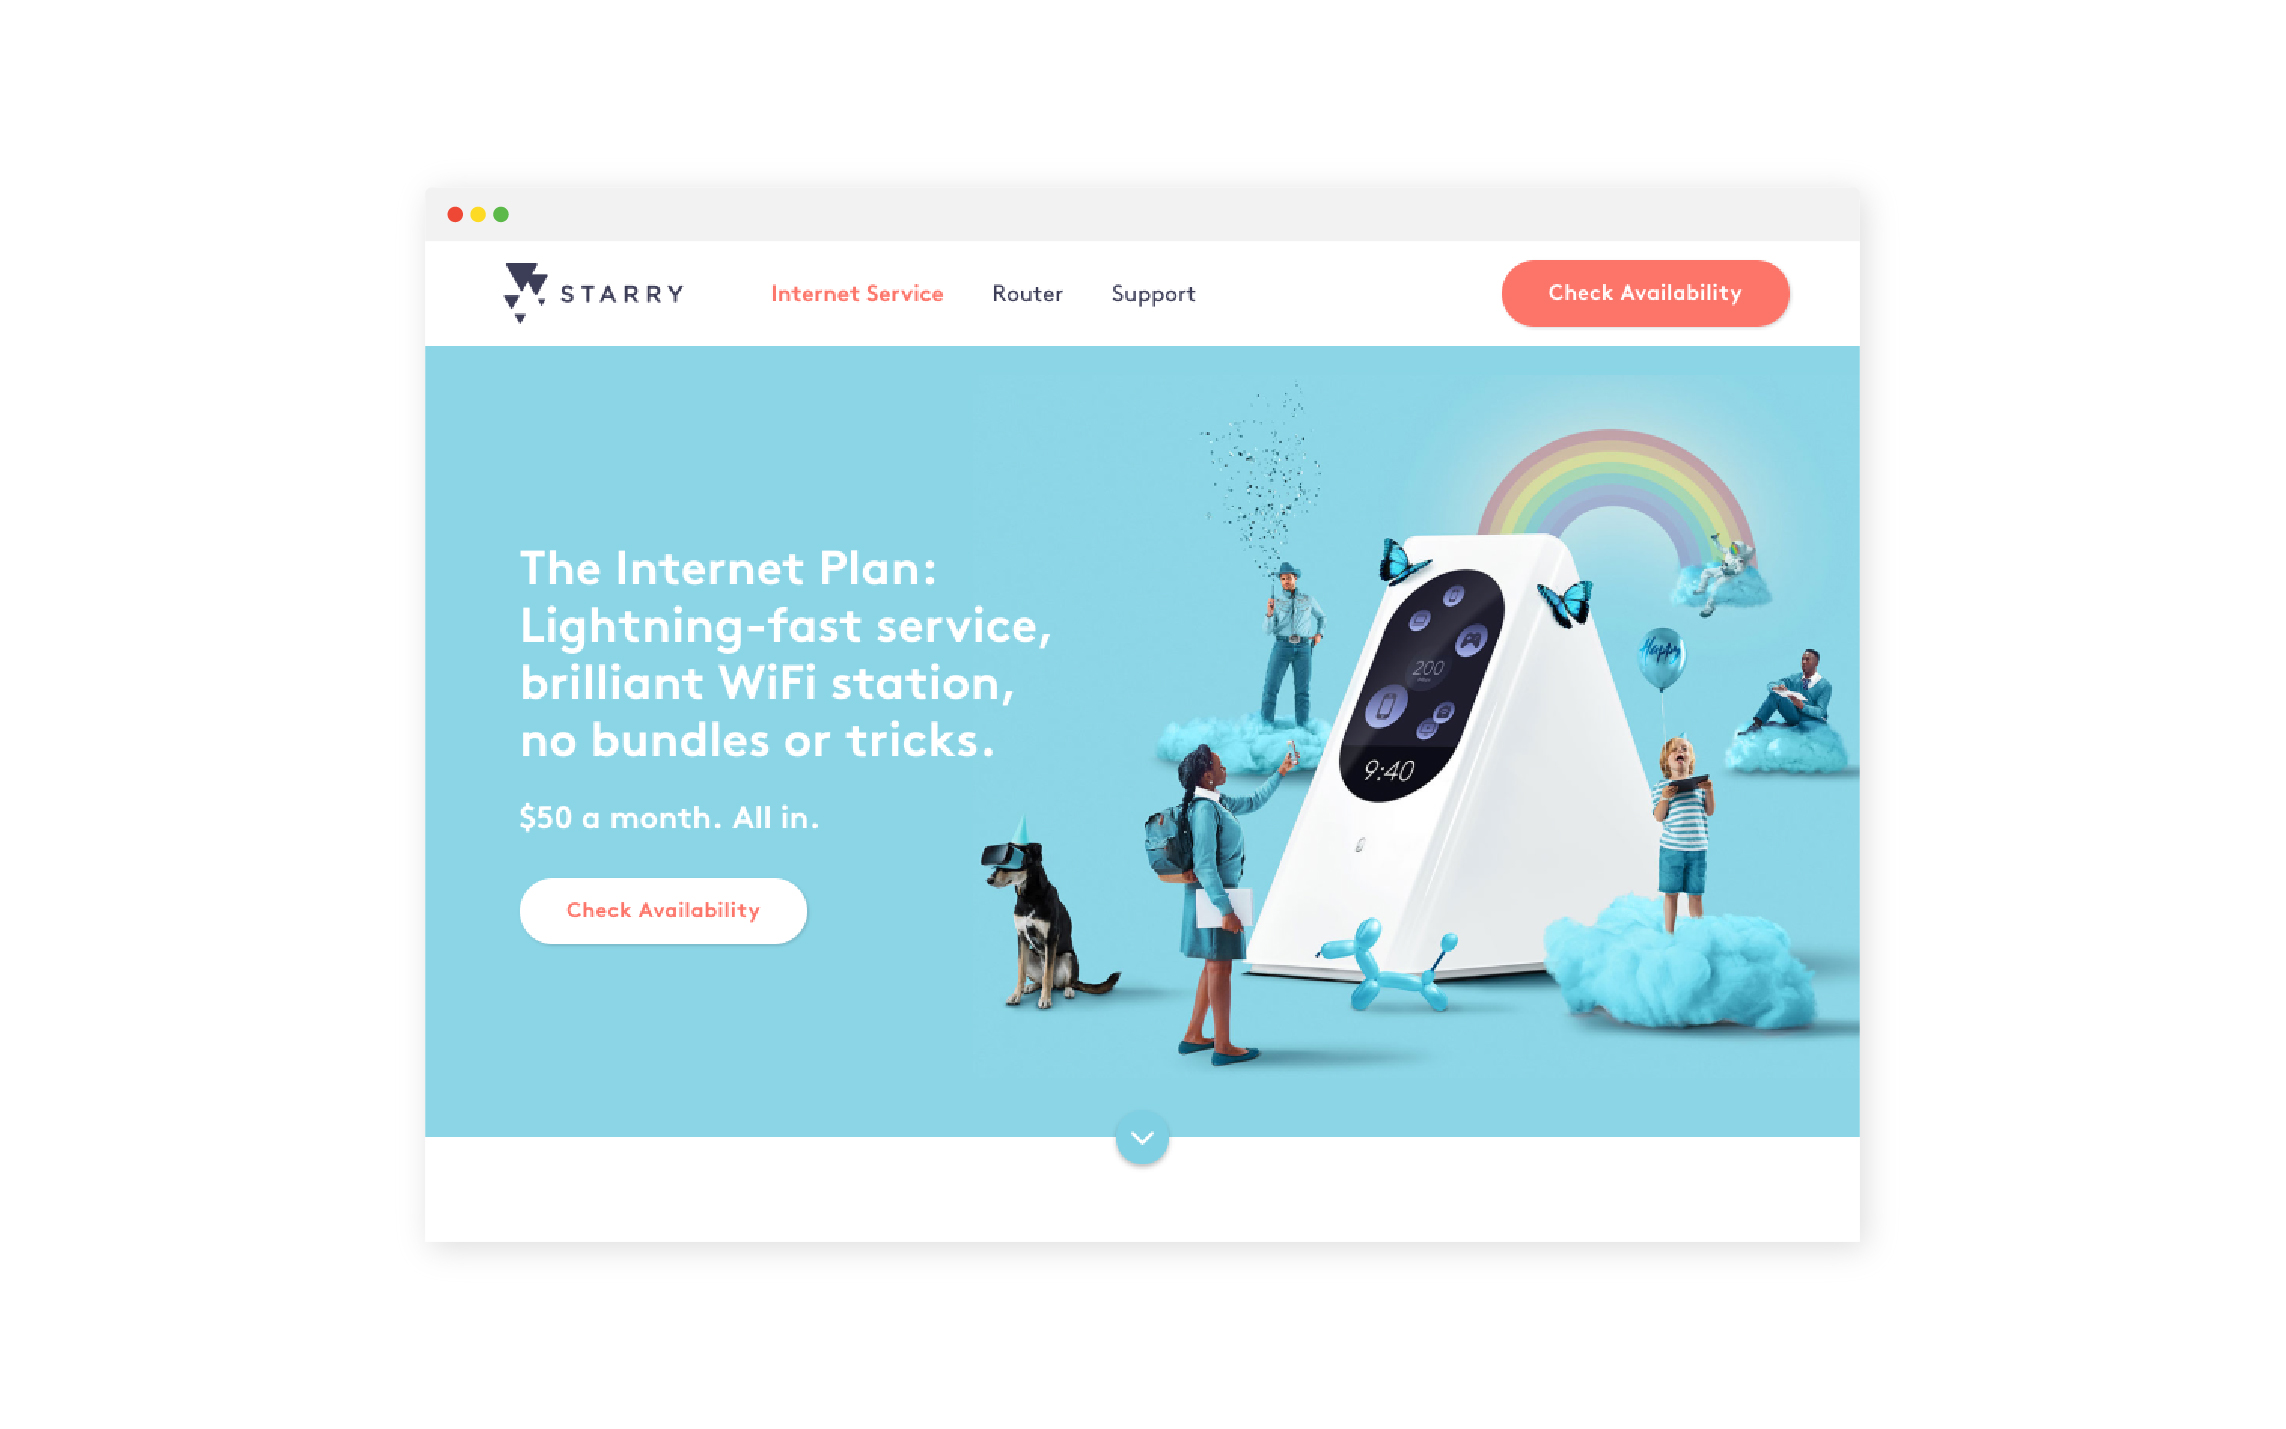 STARRY
Internet Service
Router
Support
Check Availability
The Internet Plan:
Lightning-fast service,
brilliant WiFi station,
no bundles or tricks.
$50 a month. All in.
Check Availability
200
9:40
Happy